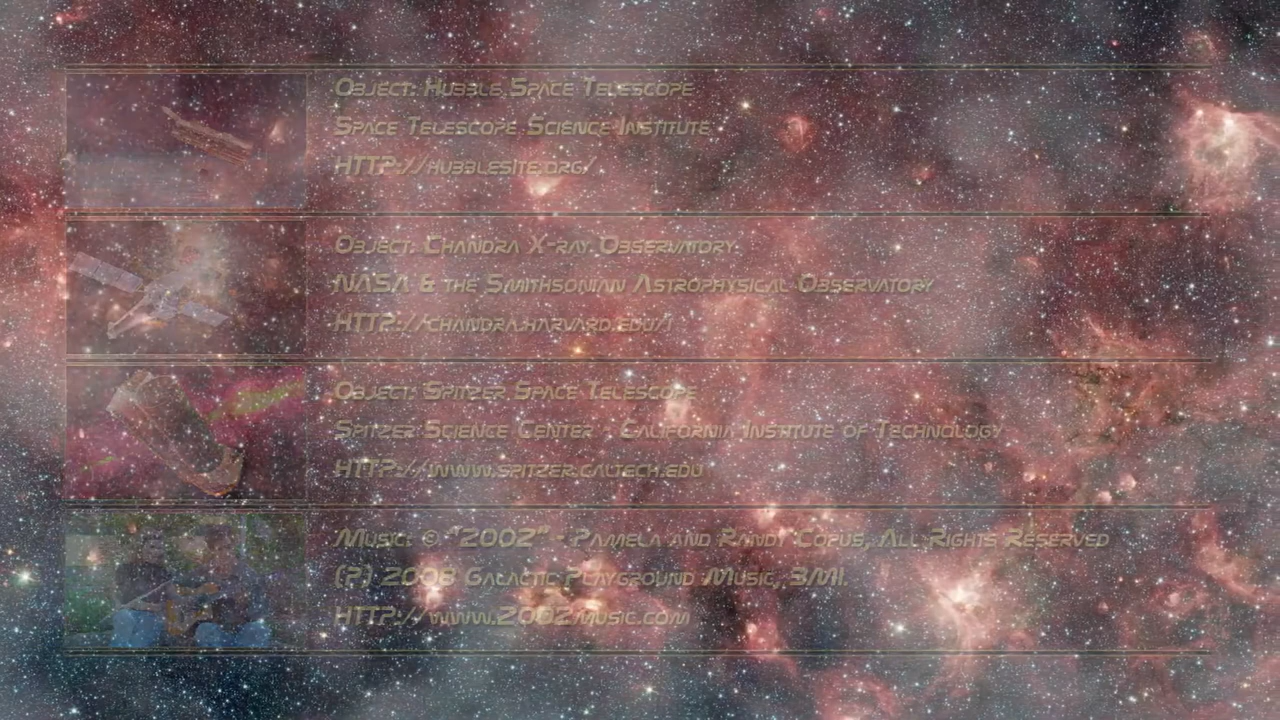 Object: Hubble Space Telescope
Space Telescope Science Institute
HTTP://hubblesite.org/
Object: Chandra X-ray Observatory
NASA & the Smithsonian Astrophysical Observatory
HTTP://chandra.harvard.edu/
Object: Spitzer Space Telescope
Spitzer Science Center - California Institute of Technology
HTTP://www.spitzer.caltech.edu
Music: © "2002" - Pamela and Randy Copus, All Rights Reserved
(P) 2008 Galactic Playground Music, BMI.
HTTP://www.2002music.com